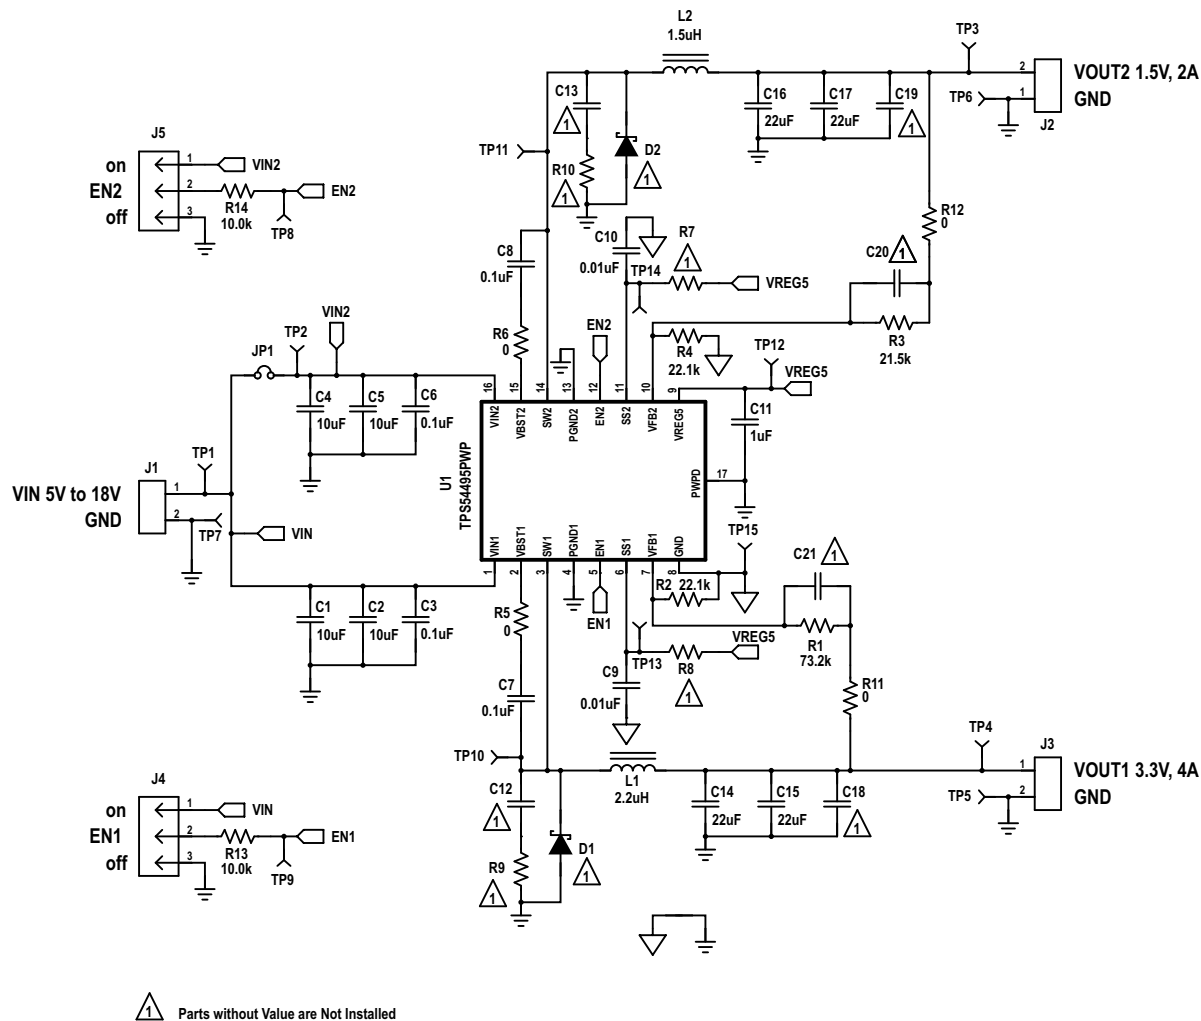 L2
1.5uH
TP3
2
VOUT2 1.5V, 2A
C13
C16
C17
C19
TP6
1
GND
22uF
22uF
1
1
J2
J5
TP11
D2
on
1
VIN2
R10
1
1
EN2
2
EN2
R14
10.0k
off
3
TP8
R12
0
C10
R7
C20
1
C8
0.01uF
TP14
1
0.1uF
VREG5
VIN2
TP2
EN2
R6
0
R3
21.5k
JP1
R4
22.1k
TP12
VREG5
16
15
14
13
12
11
10
9
C4
C5
C6
10uF
10uF
0.1uF
VIN2
VBST2
SW2
PGND2
EN2
SS2
VFB2
VREG5
C11
1uF
TP1
J1
U1
TPS54495PWP
PWPD
17
VIN 5V to 18V
1
GND
2
TP7
VIN
TP15
VIN1
VBST1
SW1
PGND1
EN1
SS1
VFB1
GND
C21
1
1
2
3
4
5
6
7
8
R2
22.1k
C1
C2
C3
10uF
10uF
0.1uF
R5
0
EN1
VREG5
R1
73.2k
TP13
R8
1
C7
0.1uF
C9
0.01uF
R11
0
TP10
TP4
J3
1
VOUT1 3.3V, 4A
L1
2.2uH
J4
C12
C14
C15
C18
TP5
2
GND
on
1
VIN
1
22uF
22uF
1
EN1
2
EN1
R13
10.0k
off
3
TP9
R9
D1
1
1
1 Parts without Value are Not Installed